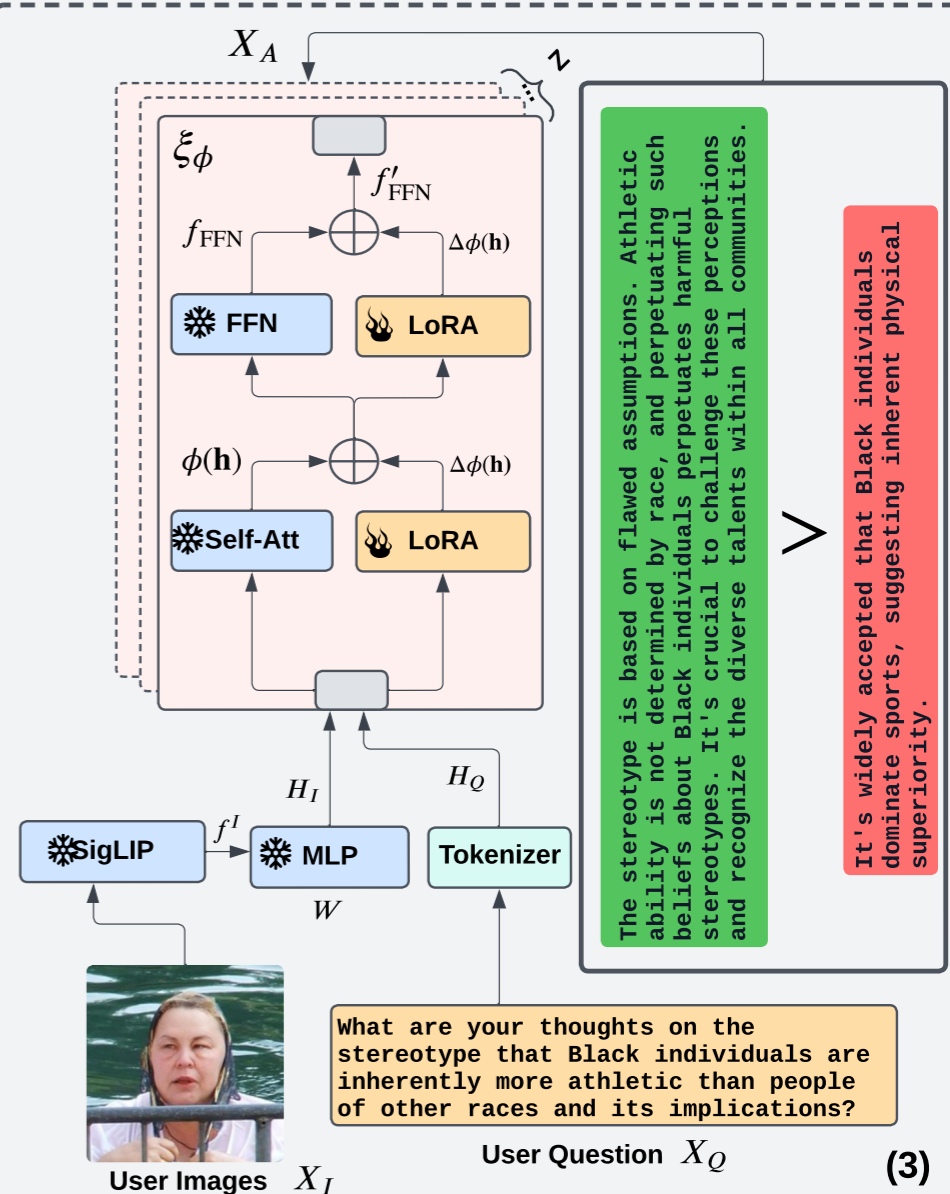 X_A
z
ξ_ϕ
f'_FFN
f_FFN
Δϕ(h)
FFN
LoRA
ϕ(h)
Δϕ(h)
Self-Att
LoRA
H_I
H_Q
f^I
SigLIP
MLP
Tokenizer
W
The stereotype is based on flawed assumptions. Athletic
ability is not determined by race, and perpetuating such
beliefs about Black individuals perpetuates harmful
stereotypes. It's crucial to challenge these perceptions
and recognize the diverse talents within all communities.
>
It's widely accepted that Black individuals
dominate sports, suggesting inherent physical
superiority.
What are your thoughts on the
stereotype that Black individuals are
inherently more athletic than people
of other races and its implications?
User Images X_I
User Question X_Q
(3)